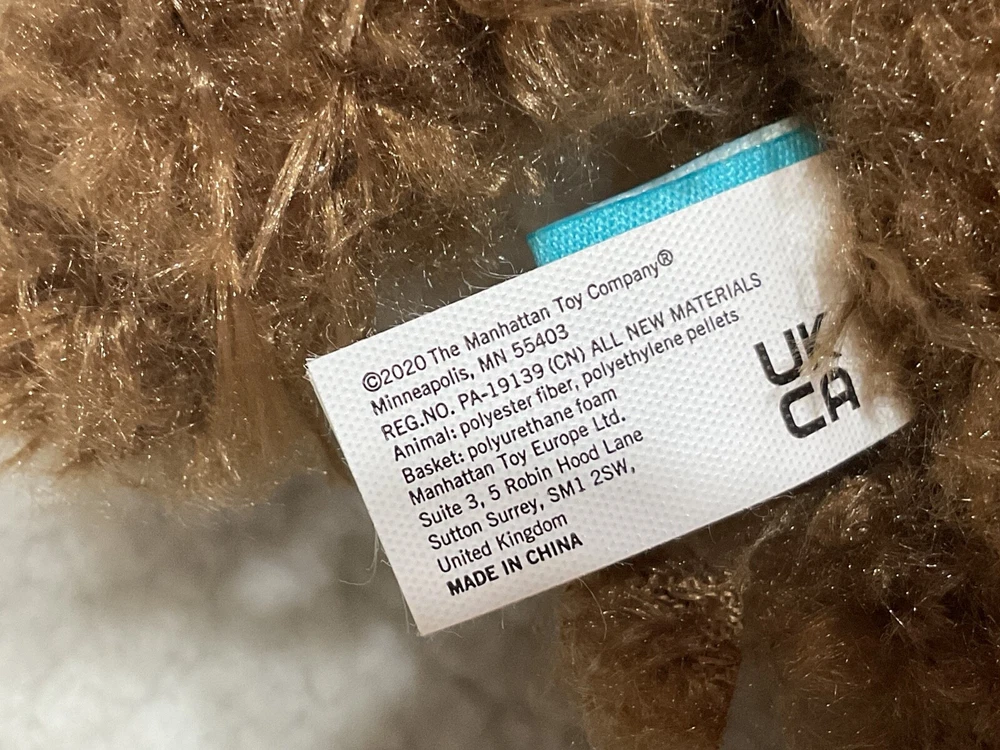 ©2020 The Manhattan Toy Company®
Minneapolis, MN 55403
REG.NO. PA-19139 (CN) ALL NEW MATERIALS
Animal: polyester fiber, polyethylene pellets
Basket: polyurethane foam
Manhattan Toy Europe Ltd.
Suite 3, 5 Robin Hood Lane
Sutton Surrey, SM1 2SW,
United Kingdom
MADE IN CHINA
UK
CA